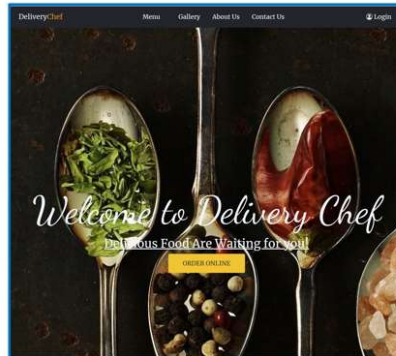 DeliveryChef Menu Gallery About Us Contact Us Login
Welcome to Delivery Chef
Delicious Food Are Waiting for you!
ORDER ONLINE